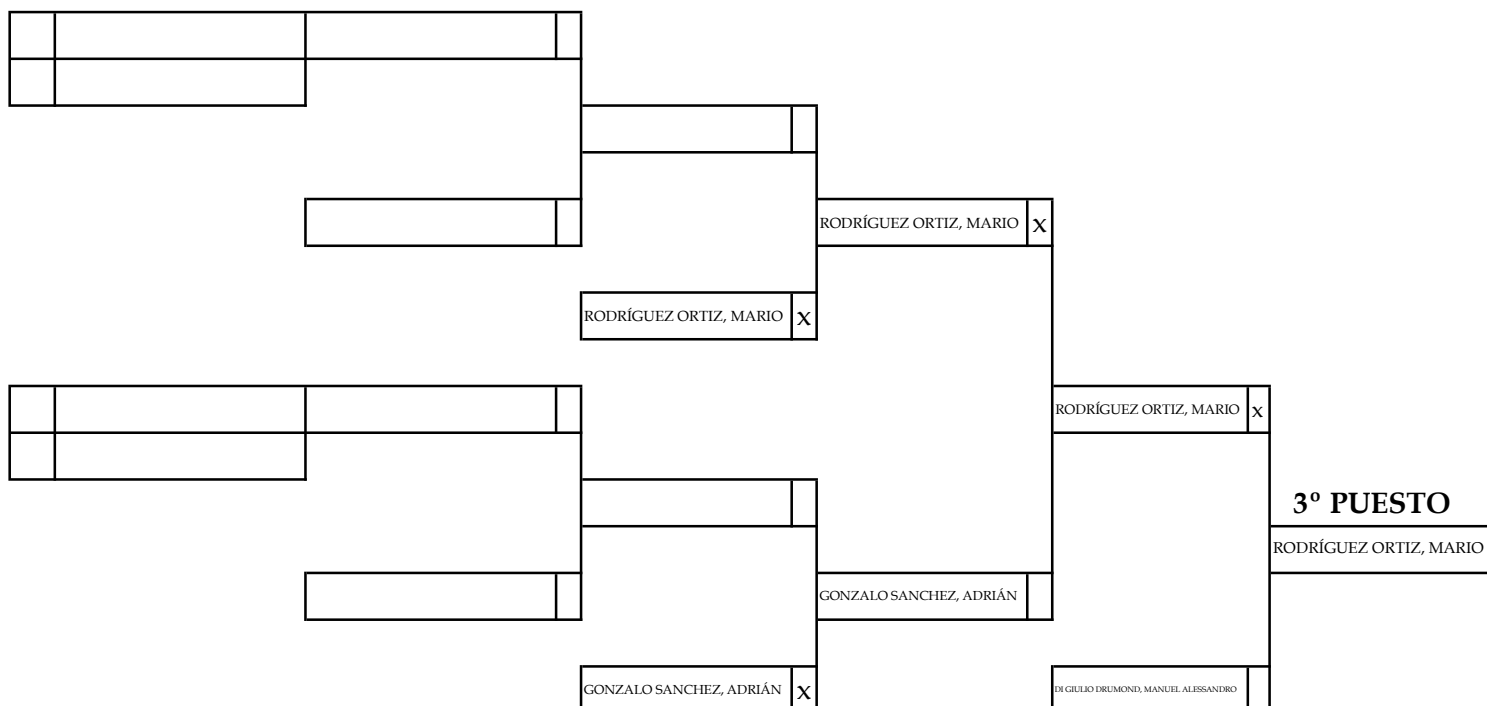 RODRÍGUEZ ORTIZ, MARIO X
RODRÍGUEZ ORTIZ, MARIO X
RODRÍGUEZ ORTIZ, MARIO X
3º PUESTO
RODRÍGUEZ ORTIZ, MARIO
GONZALO SANCHEZ, ADRIÁN
GONZALO SANCHEZ, ADRIÁN X
DI GIULIO DRUMOND, MANUEL ALESSANDRO